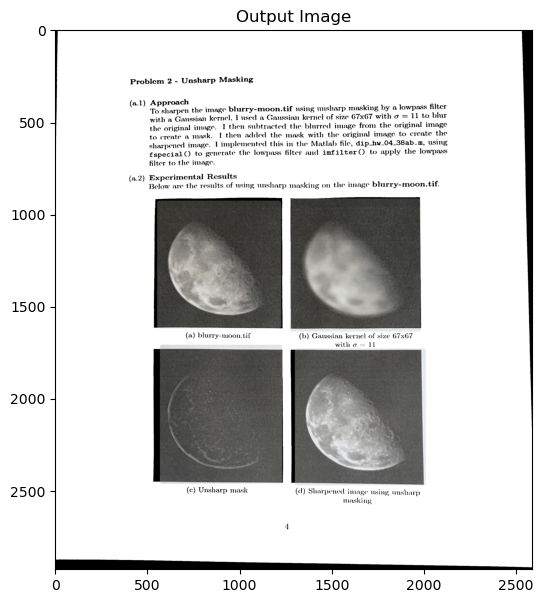 Output Image
0
500
1000
1500
2000
2500
0
500
1000
1500
2000
2500
Problem 2 - Unsharp Masking
(a.1) Approach
To sharpen the image blurry-moon.tif using unsharp masking by a lowpass filter
with a Gaussian kernel, I used a Gaussian kernel of size 67x67 with σ = 11 to blur
the original image. I then subtracted the blurred image from the original image
to create a mask. I then added the mask with the original image to create the
sharpened image. I implemented this in the Matlab file, dip_hw_04_38ab.m, using
fspecial() to generate the lowpass filter and imfilter() to apply the lowpass
filter to the image.
(a.2) Experimental Results
Below are the results of using unsharp masking on the image blurry-moon.tif.
(a) blurry-moon.tif
(b) Gaussian kernel of size 67x67
with σ = 11
(c) Unsharp mask
(d) Sharpened image using unsharp
masking
4